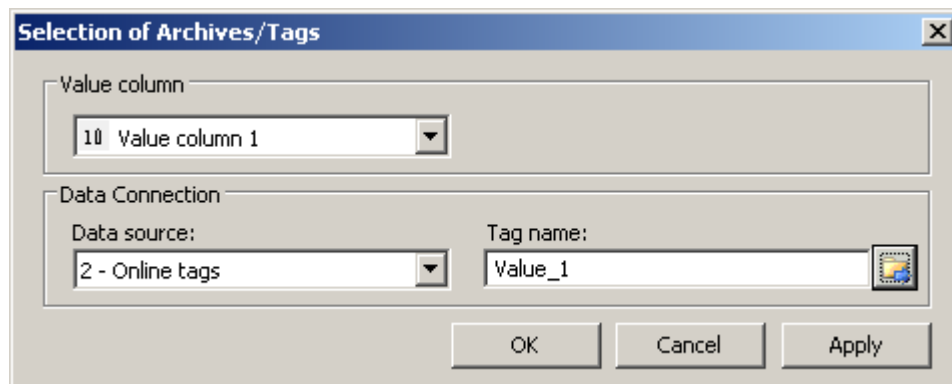 Selection of Archives/Tags
Value column
10 Value column 1
Data Connection
Data source: Tag name:
2 - Online tags Value_1
OK Cancel Apply